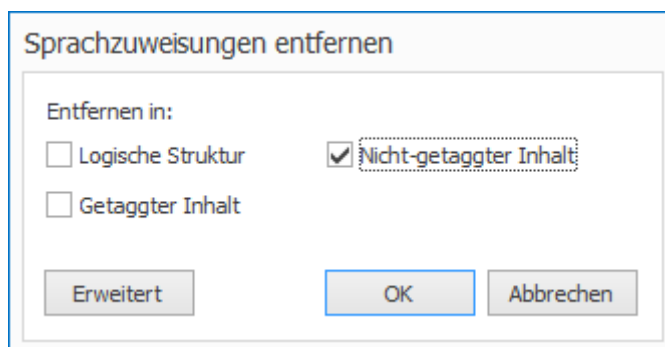 Sprachzuweisungen entfernen
Entfernen in:
Logische Struktur Nicht-getaggter Inhalt
Getaggter Inhalt
Erweitert OK Abbrechen